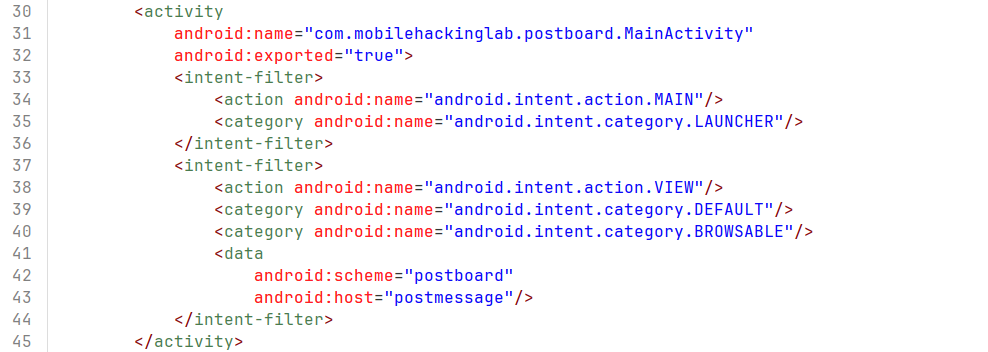 30 <activity
31 android:name="com.mobilehackinglab.postboard.MainActivity"
32 android:exported="true">
33 <intent-filter>
34 <action android:name="android.intent.action.MAIN"/>
35 <category android:name="android.intent.category.LAUNCHER"/>
36 </intent-filter>
37 <intent-filter>
38 <action android:name="android.intent.action.VIEW"/>
39 <category android:name="android.intent.category.DEFAULT"/>
40 <category android:name="android.intent.category.BROWSABLE"/>
41 <data
42 android:scheme="postboard"
43 android:host="postmessage"/>
44 </intent-filter>
45 </activity>